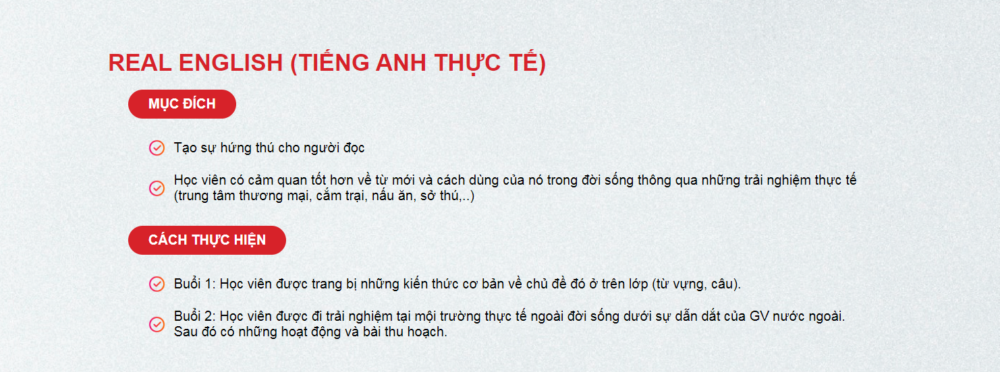 REAL ENGLISH (TIẾNG ANH THỰC TẾ)
MỤC ĐÍCH
Tạo sự hứng thú cho người đọc
Học viên có cảm quan tốt hơn về từ mới và cách dùng của nó trong đời sống thông qua những trải nghiệm thực tế
(trung tâm thương mại, cắm trại, nấu ăn, sở thú,..)
CÁCH THỰC HIỆN
Buổi 1: Học viên được trang bị những kiến thức cơ bản về chủ đề đó ở trên lớp (từ vựng, câu).
Buổi 2: Học viên được đi trải nghiệm tại mội trường thực tế ngoài đời sống dưới sự dẫn dắt của GV nước ngoài.
Sau đó có những hoạt động và bài thu hoạch.